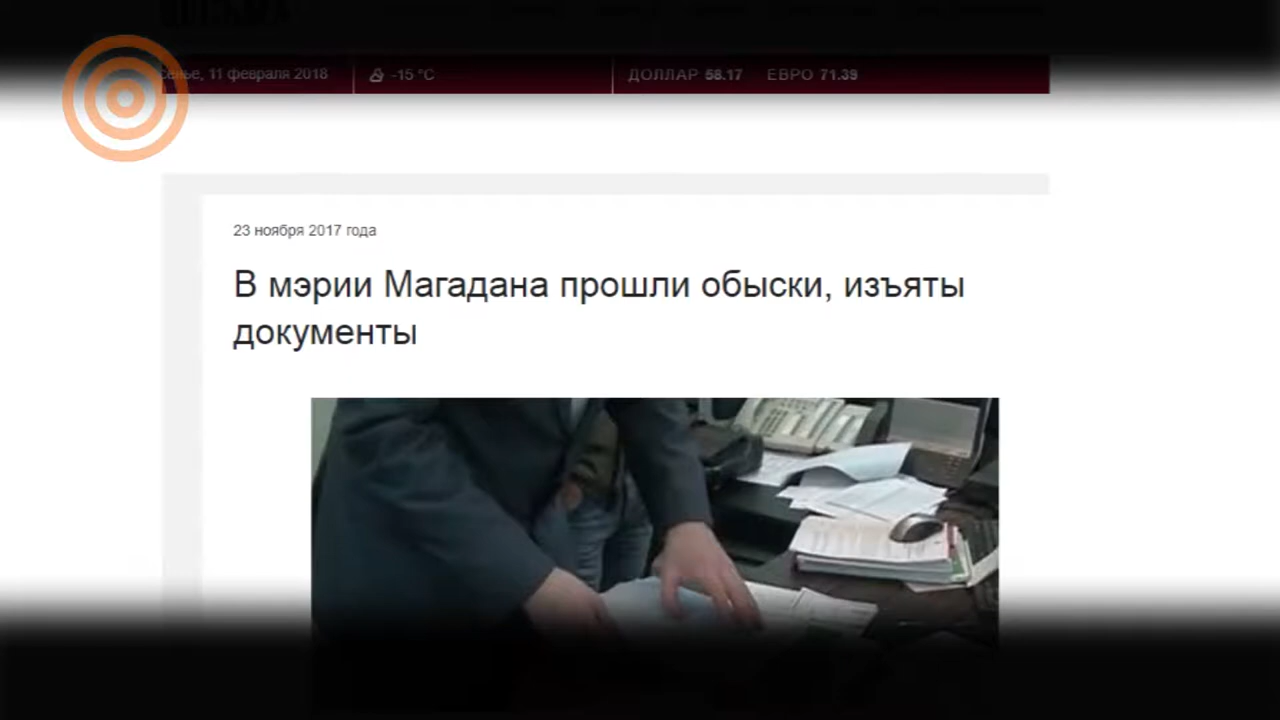 11 февраля 2018
-15 °C
ДОЛЛАР 58.17 ЕВРО 71.39
23 ноября 2017 года
В мэрии Магадана прошли обыски, изъяты
документы